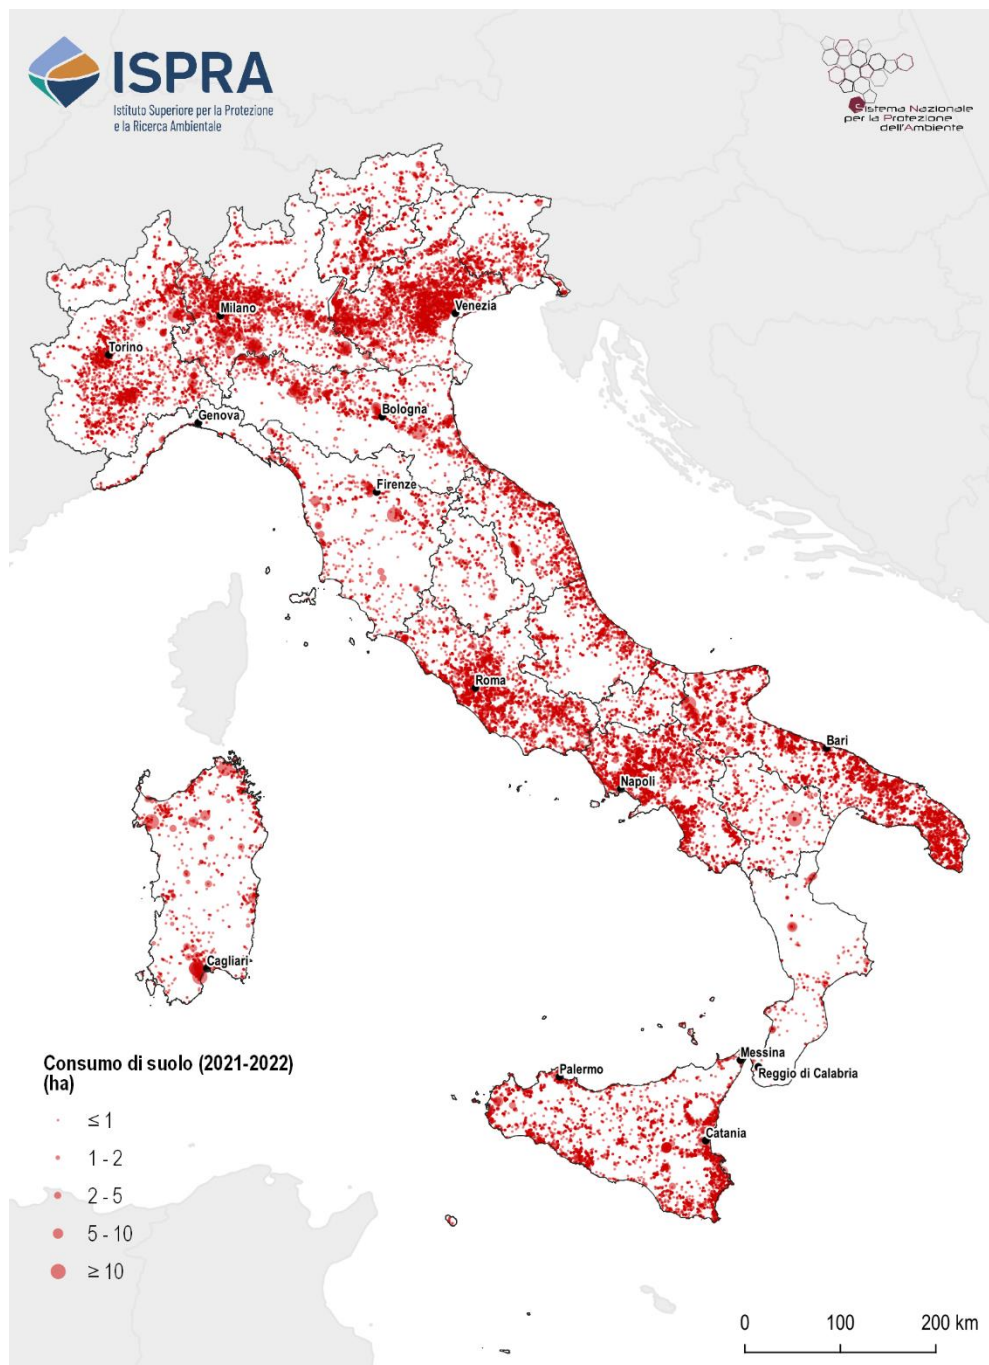 ISPRA
Istituto Superiore per la Protezione
e la Ricerca Ambientale
Sistema Nazionale
per la Protezione
dell'Ambiente
Milano
Venezia
Torino
Bologna
Genova
Firenze
Roma
Bari
Napoli
Cagliari
Messina
Palermo
Reggio di Calabria
Catania
Consumo di suolo (2021-2022)
(ha)
≤ 1
1 - 2
2 - 5
5 - 10
≥ 10
0 100 200 km